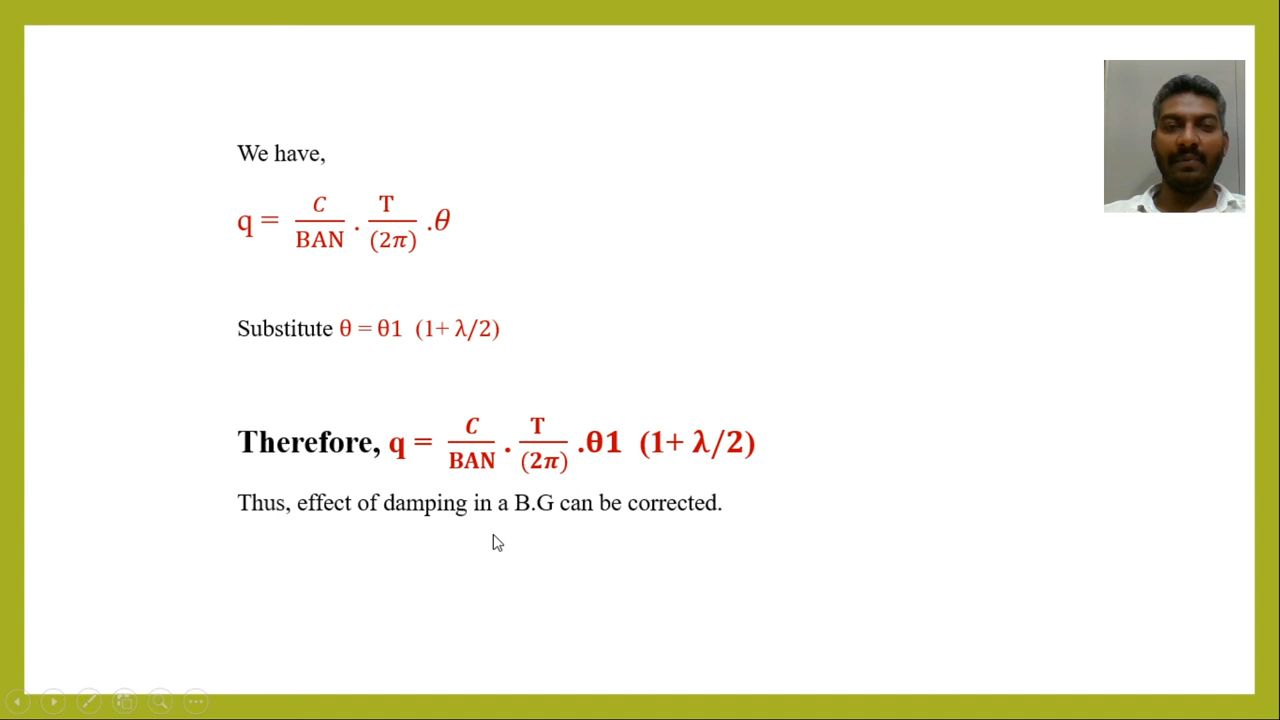 We have,
q = C/BAN . T/(2π) .θ
Substitute θ = θ1 (1+ λ/2)
Therefore, q = C/BAN . T/(2π) .θ1 (1+ λ/2)
Thus, effect of damping in a B.G can be corrected.